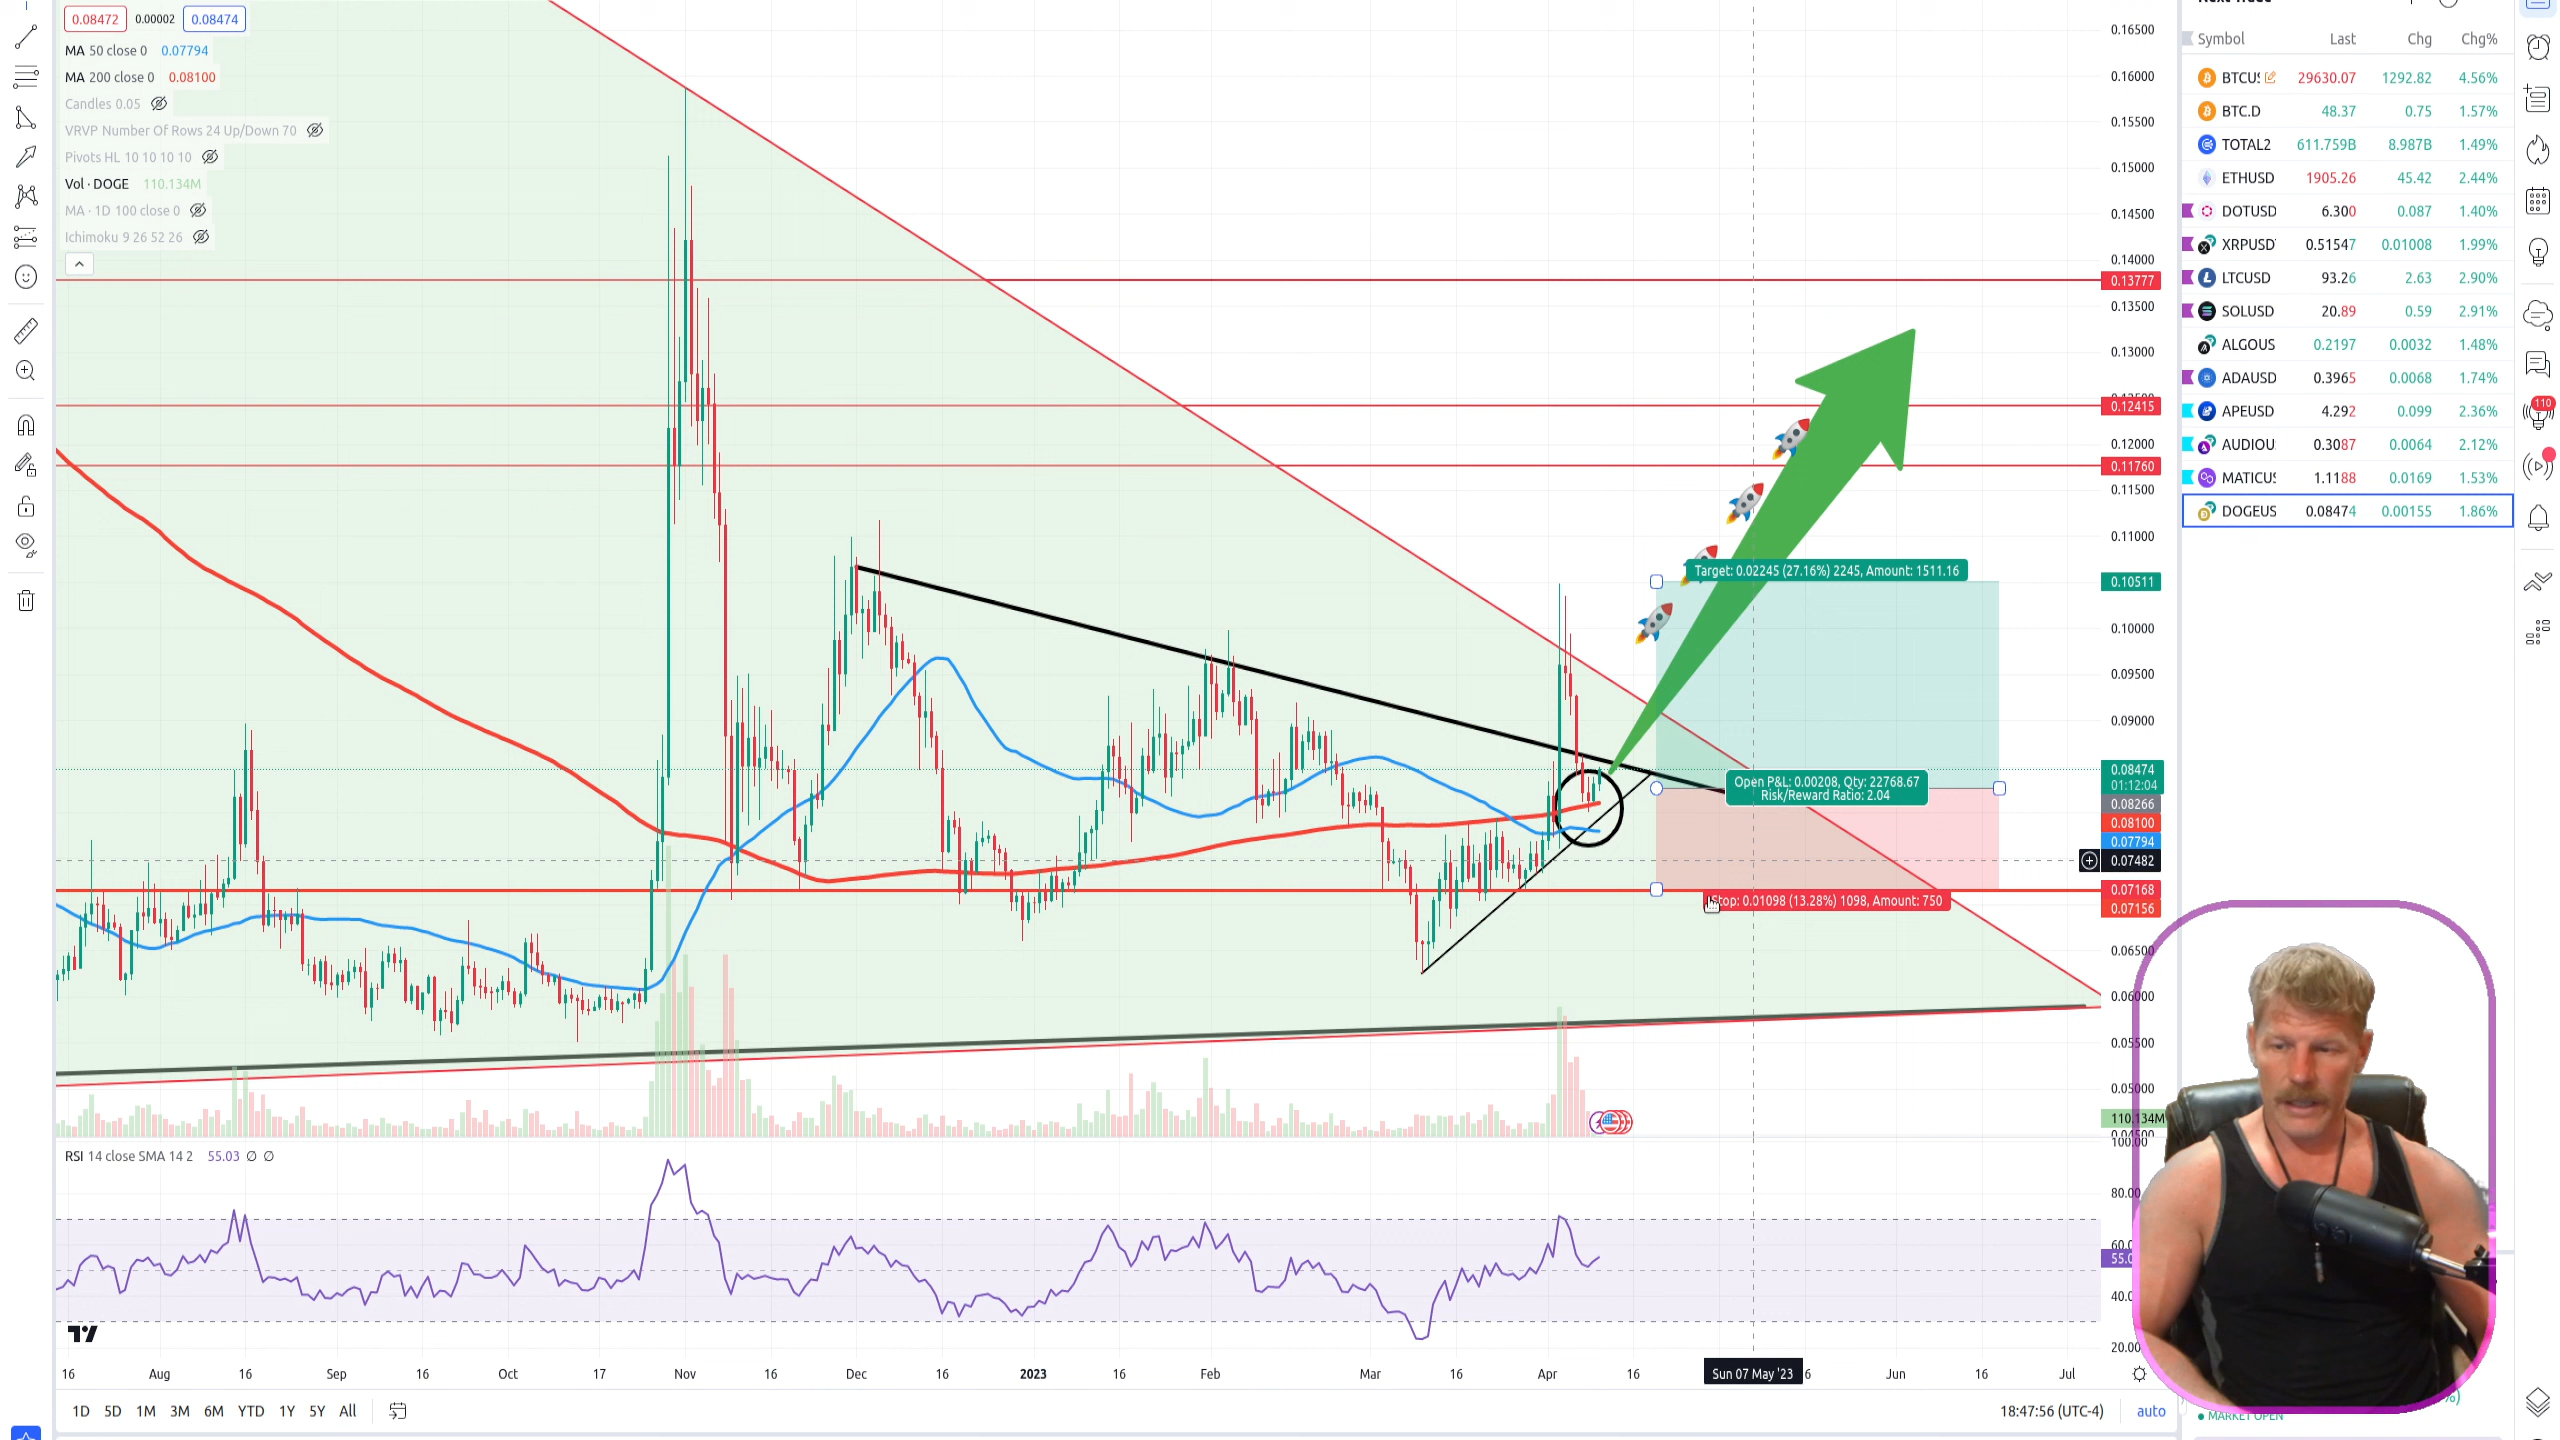 0.08472 0.00002 0.08474
MA 50 close 0 0.07794
MA 200 close 0 0.08100
Candles 0.05
VRVP Number Of Rows 24 Up/Down 70
Pivots HL 10 10 10 10
Vol · DOGE 110.134M
MA · 1D 100 close 0
Ichimoku 9 26 52 26
0.16500
0.16000
0.15500
0.15000
0.14500
0.14000
0.13777
0.13500
0.13000
0.12415
0.12000
0.11760
0.11500
0.11000
0.10511
0.10000
0.09500
0.09000
0.08474
01:12:04
0.08266
0.08100
0.07794
0.07482
0.07168
0.07156
0.06500
0.06000
0.05500
0.05000
110.134M
100.00
80.00
60.0
55.0
40.0
20.00
Target: 0.02245 (27.16%) 2245, Amount: 1511.16
Open P&L: 0.00208, Qty: 22768.67
Risk/Reward Ratio: 2.04
Stop: 0.01098 (13.28%) 1098, Amount: 750
RSI 14 close SMA 14 2 55.03 ∅ ∅
16 Aug 16 Sep 16 Oct 17 Nov 16 Dec 16 2023 16 Feb Mar 16 Apr 16 Sun 07 May '23 6 Jun 16 Jul
1D 5D 1M 3M 6M YTD 1Y 5Y All
18:47:56 (UTC-4) auto
Symbol Last Chg Chg%
BTCUS 29630.07 1292.82 4.56%
BTC.D 48.37 0.75 1.57%
TOTAL2 611.759B 8.987B 1.49%
ETHUSD 1905.26 45.42 2.44%
DOTUSD 6.300 0.087 1.40%
XRPUSD 0.51547 0.01008 1.99%
LTCUSD 93.26 2.63 2.90%
SOLUSD 20.89 0.59 2.91%
ALGOUS 0.2197 0.0032 1.48%
ADAUSD 0.3965 0.0068 1.74%
APEUSD 4.292 0.099 2.36%
AUDIOU 0.3087 0.0064 2.12%
MATICUS 1.1188 0.0169 1.53%
DOGEUS 0.08474 0.00155 1.86%
110
MARKET OPEN